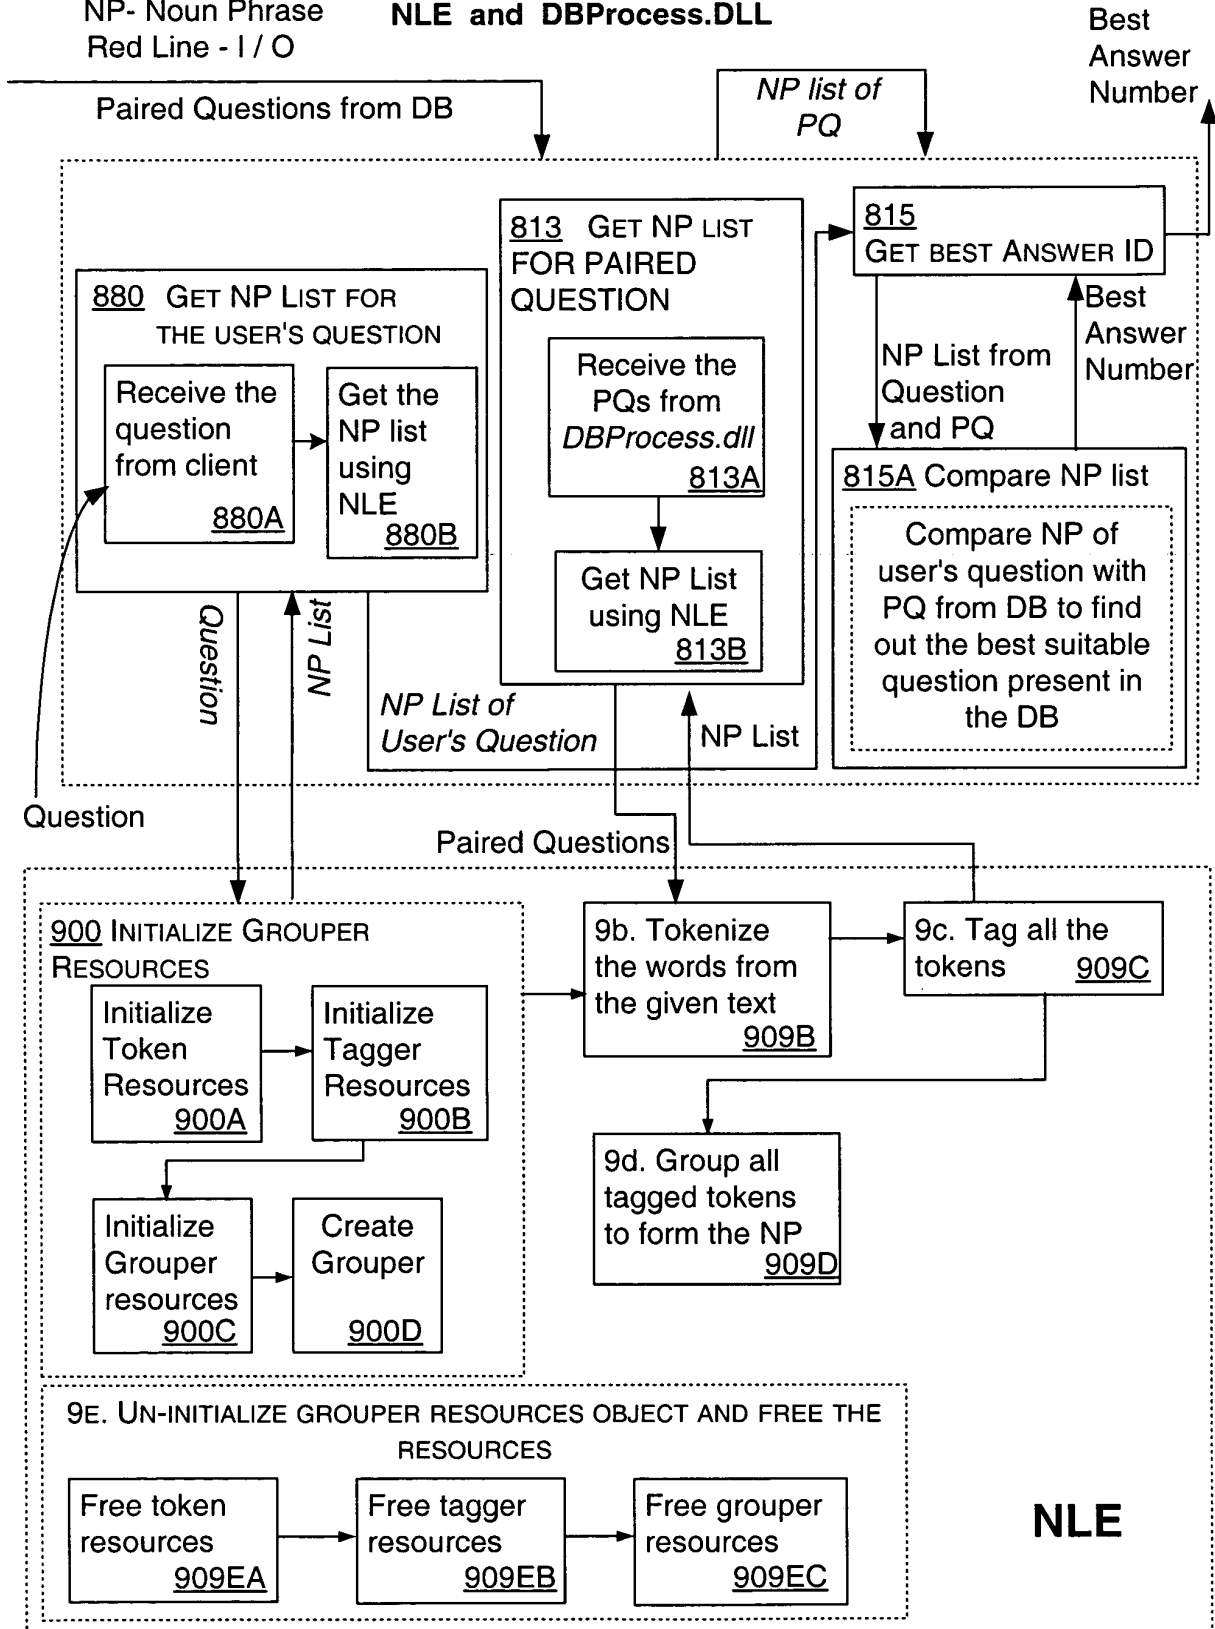 NP- Noun Phrase
Red Line - I / O
NLE and DBProcess.DLL
Best
Answer
Number
Paired Questions from DB
NP list of
PQ
880 GET NP LIST FOR
THE USER'S QUESTION
Receive the
question
from client
880A
Get the
NP list
using
NLE
880B
813 GET NP LIST
FOR PAIRED
QUESTION
Receive the
PQs from
DBProcess.dll
813A
Get NP List
using NLE
813B
815
GET BEST ANSWER ID
NP List from
Question
and PQ
Best
Answer
Number
815A Compare NP list
Compare NP of
user's question with
PQ from DB to find
out the best suitable
question present in
the DB
Question
NP List
NP List of
User's Question
NP List
Question
Paired Questions
900 INITIALIZE GROUPER
RESOURCES
Initialize
Token
Resources
900A
Initialize
Tagger
Resources
900B
Initialize
Grouper
resources
900C
Create
Grouper
900D
9b. Tokenize
the words from
the given text
909B
9c. Tag all the
tokens 909C
9d. Group all
tagged tokens
to form the NP
909D
9E. UN-INITIALIZE GROUPER RESOURCES OBJECT AND FREE THE
RESOURCES
Free token
resources
909EA
Free tagger
resources
909EB
Free grouper
resources
909EC
NLE